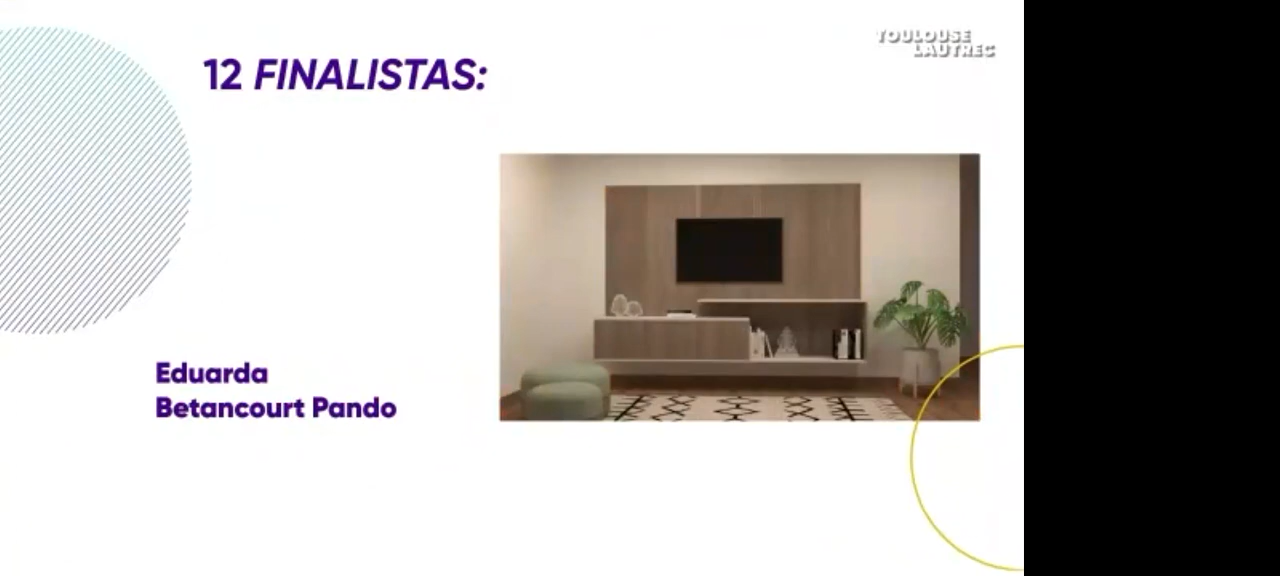 TOULOUSE
LAUTREC
12 FINALISTAS:
Eduarda
Betancourt Pando